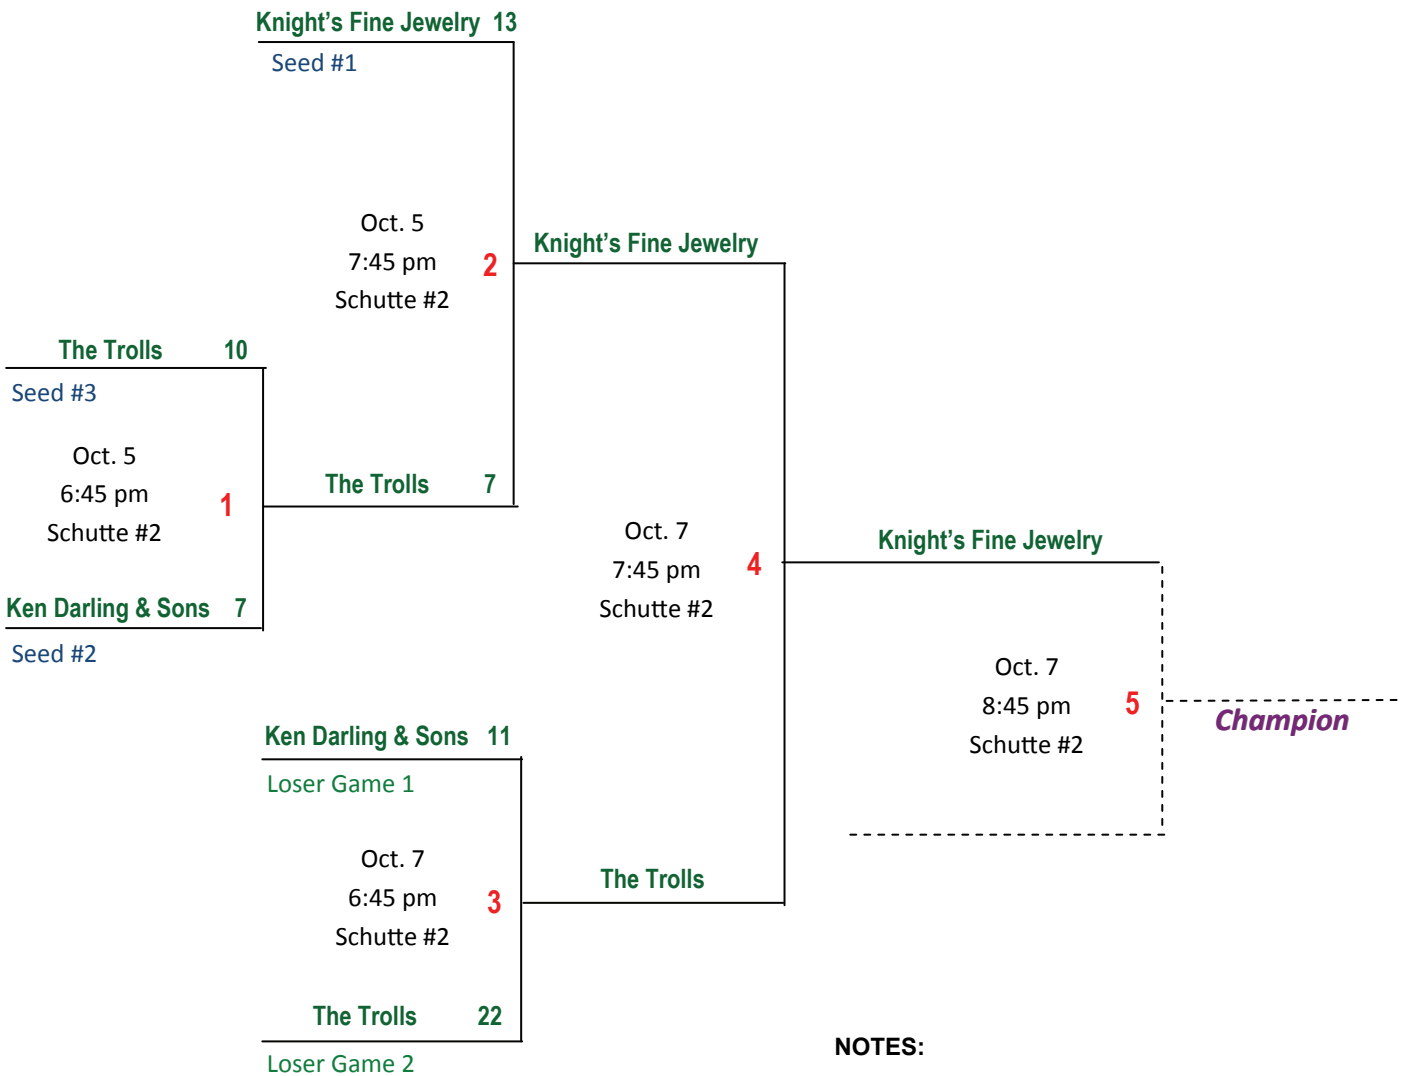 Knight’s Fine Jewelry 13
Seed #1
Oct. 5
7:45 pm
Schutte #2
2
Knight’s Fine Jewelry
The Trolls 10
Seed #3
Oct. 5
6:45 pm
Schutte #2
1
The Trolls 7
Ken Darling & Sons 7
Seed #2
Oct. 7
7:45 pm
Schutte #2
4
Knight’s Fine Jewelry
Oct. 7
8:45 pm
Schutte #2
5
Champion
Ken Darling & Sons 11
Loser Game 1
Oct. 7
6:45 pm
Schutte #2
3
The Trolls
The Trolls 22
Loser Game 2
NOTES: